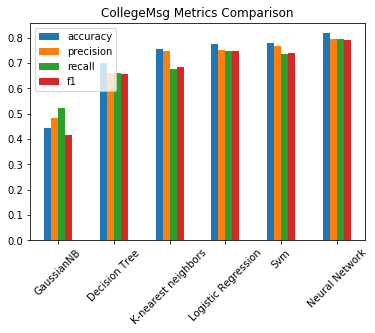 CollegeMsg Metrics Comparison
accuracy
precision
recall
f1
0.8
0.7
0.6
0.5
0.4
0.3
0.2
0.1
0.0
GaussianNB
Decision Tree
K-nearest neighbors
Logistic Regression
Svm
Neural Network